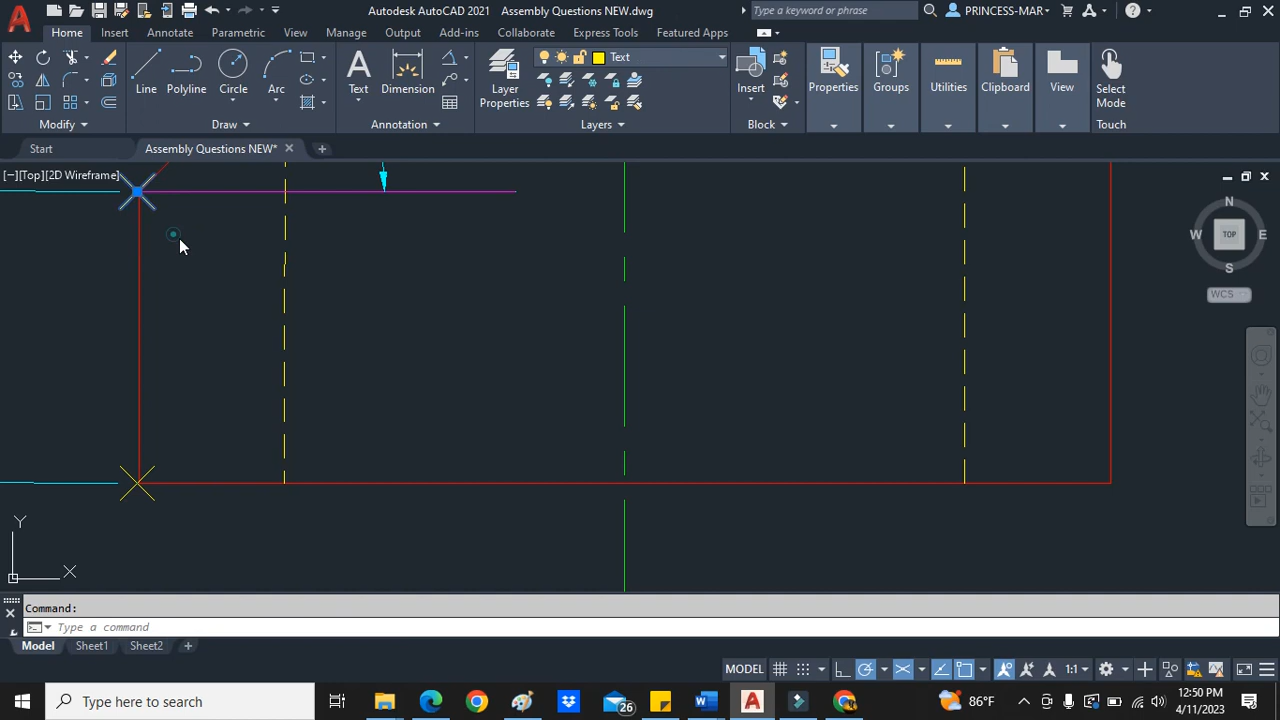 Autodesk AutoCAD 2021 Assembly Questions NEW.dwg
Type a keyword or phrase
PRINCESS-MAR
Home Insert Annotate Parametric View Manage Output Add-ins Collaborate Express Tools Featured Apps
Line Polyline Circle Arc
Text Dimension
Layer Properties
Text
Insert
Properties Groups Utilities Clipboard View
Select Mode
Modify Draw Annotation Layers Block Touch
Start Assembly Questions NEW*
[−][Top][2D Wireframe]
N
W TOP E
S
WCS
Y
X
Command:
Type a command
Model Sheet1 Sheet2
MODEL 1:1
Type here to search
26
86°F
12:50 PM
4/11/2023